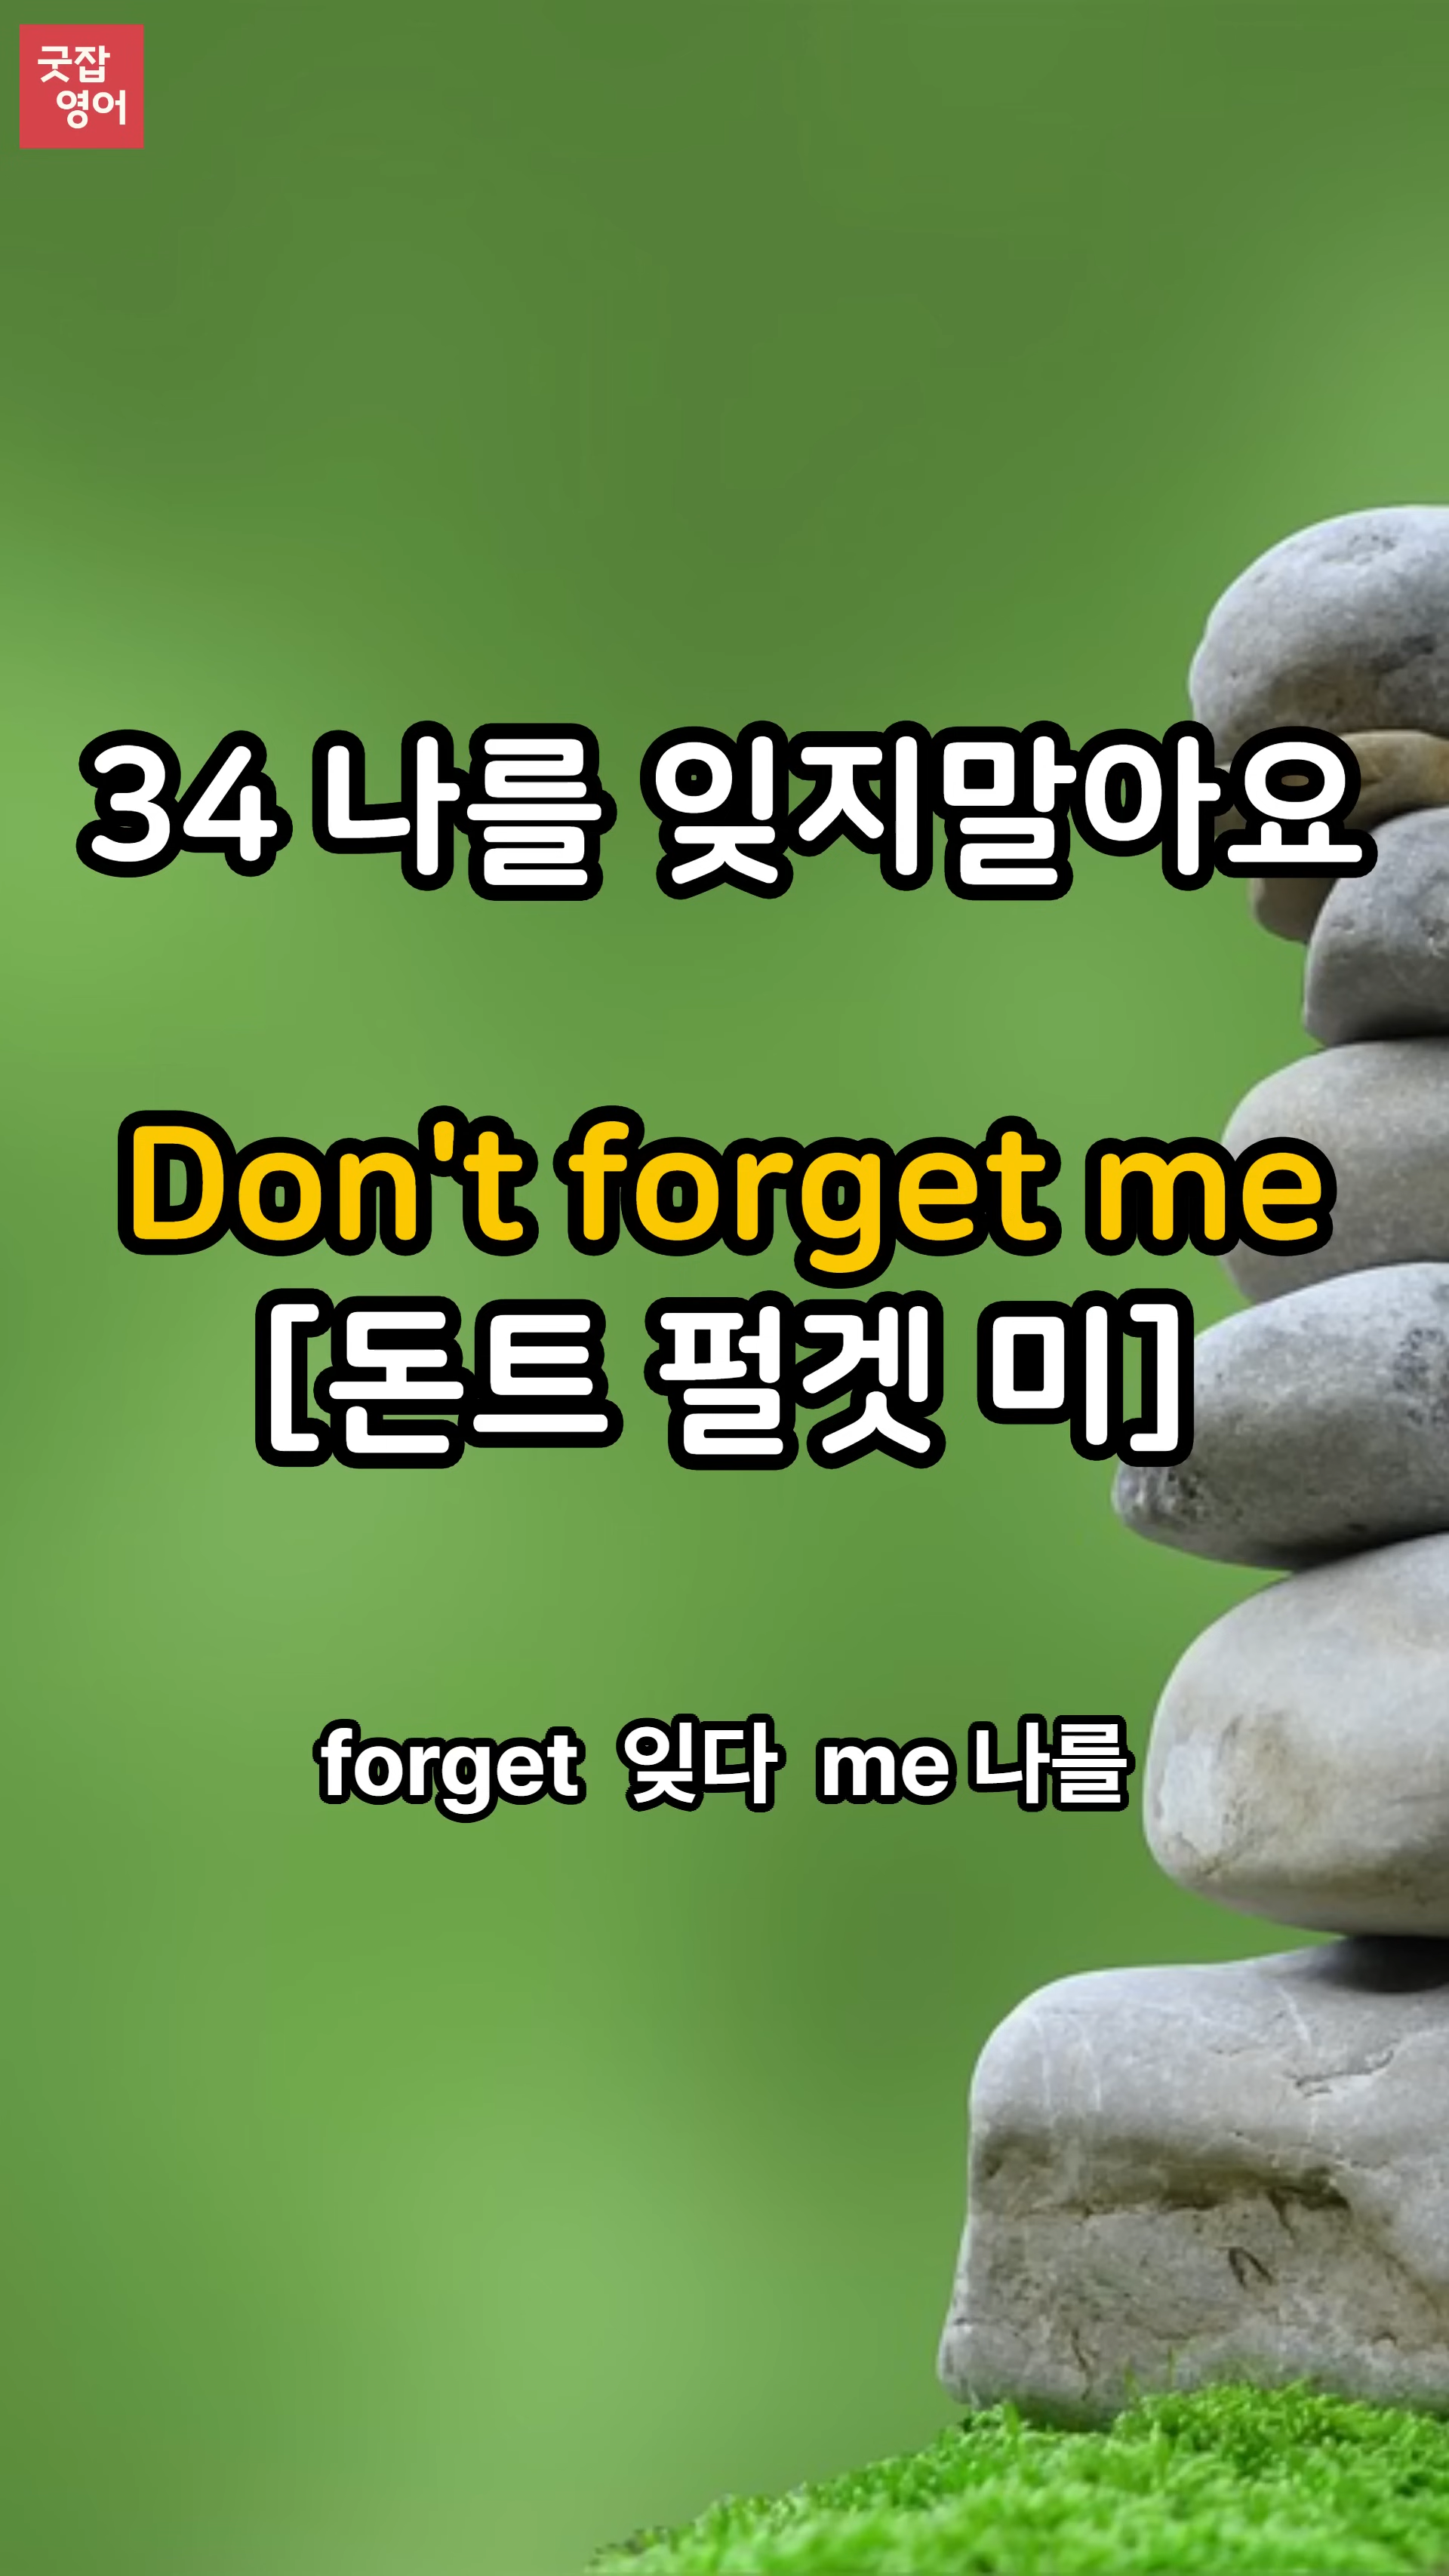 굿잡
영어
34 나를 잊지말아요
Don't forget me
[돈트 펄겟 미]
forget 잊다 me 나를